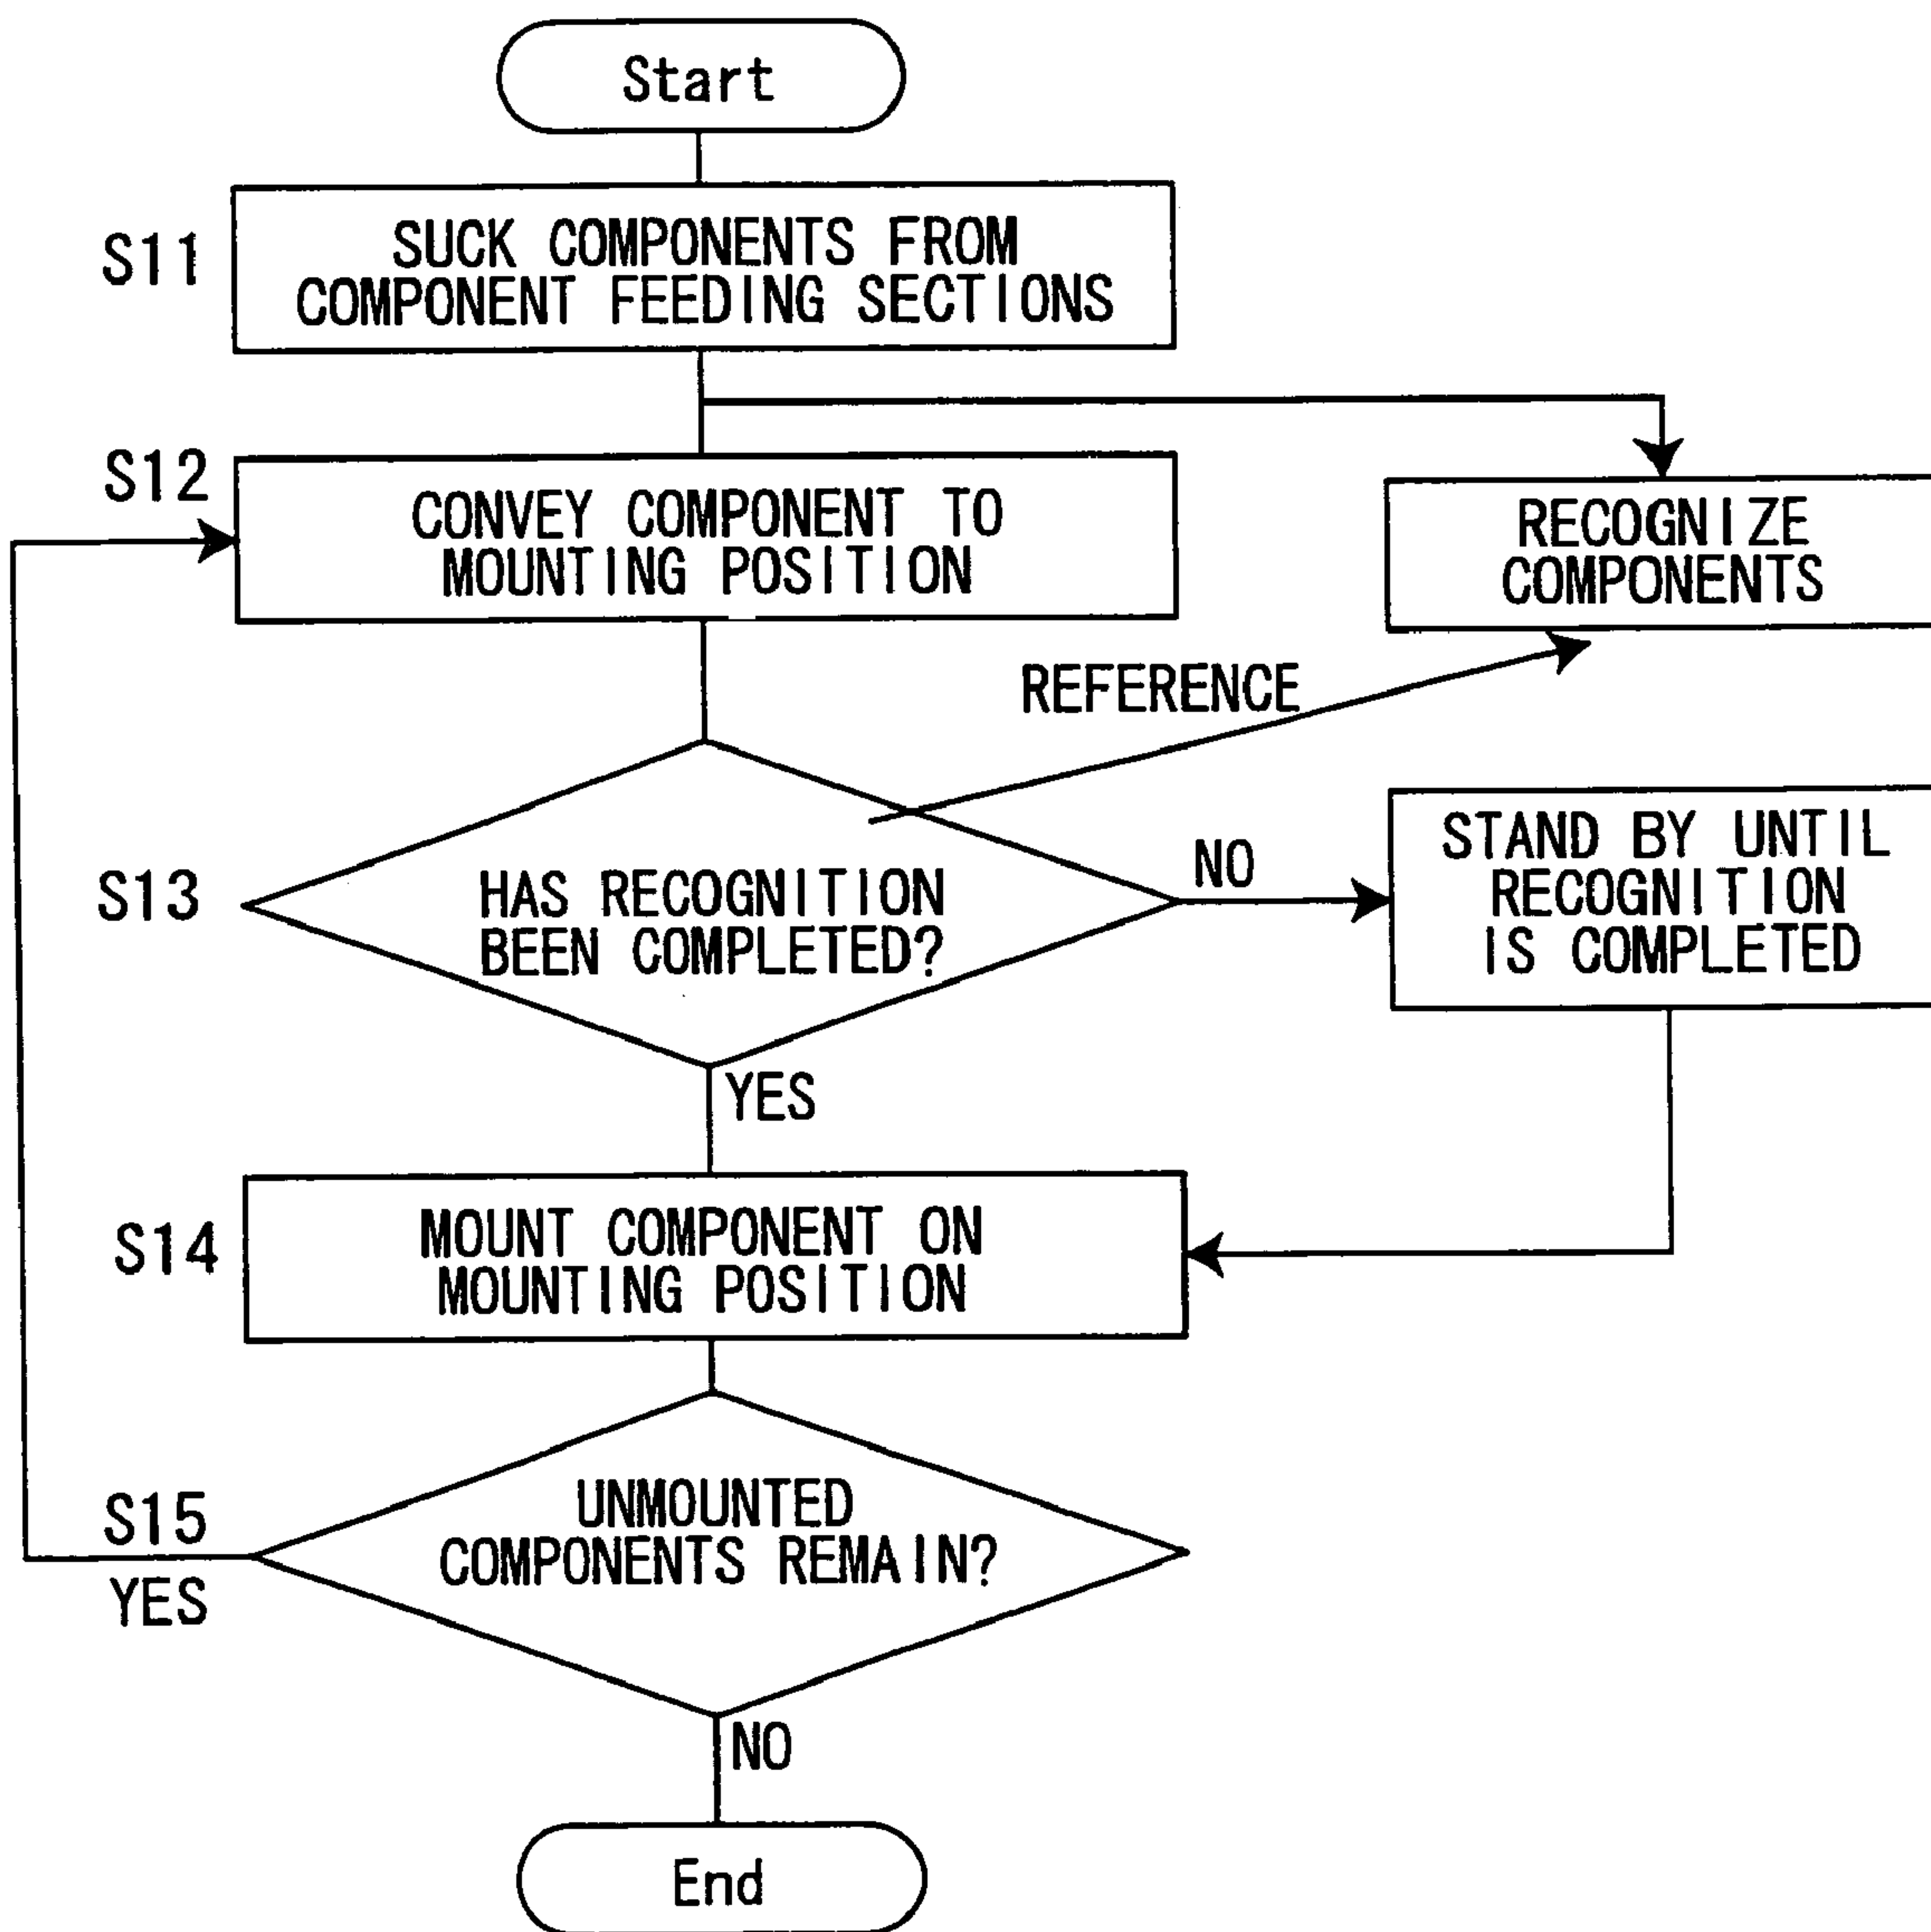 Start
S11
SUCK COMPONENTS FROM
COMPONENT FEEDING SECTIONS
S12
CONVEY COMPONENT TO
MOUNTING POSITION
RECOGNIZE
COMPONENTS
REFERENCE
S13
HAS RECOGNITION
BEEN COMPLETED?
NO
STAND BY UNTIL
RECOGNITION
IS COMPLETED
YES
S14
MOUNT COMPONENT ON
MOUNTING POSITION
S15
UNMOUNTED
COMPONENTS REMAIN?
YES
NO
End